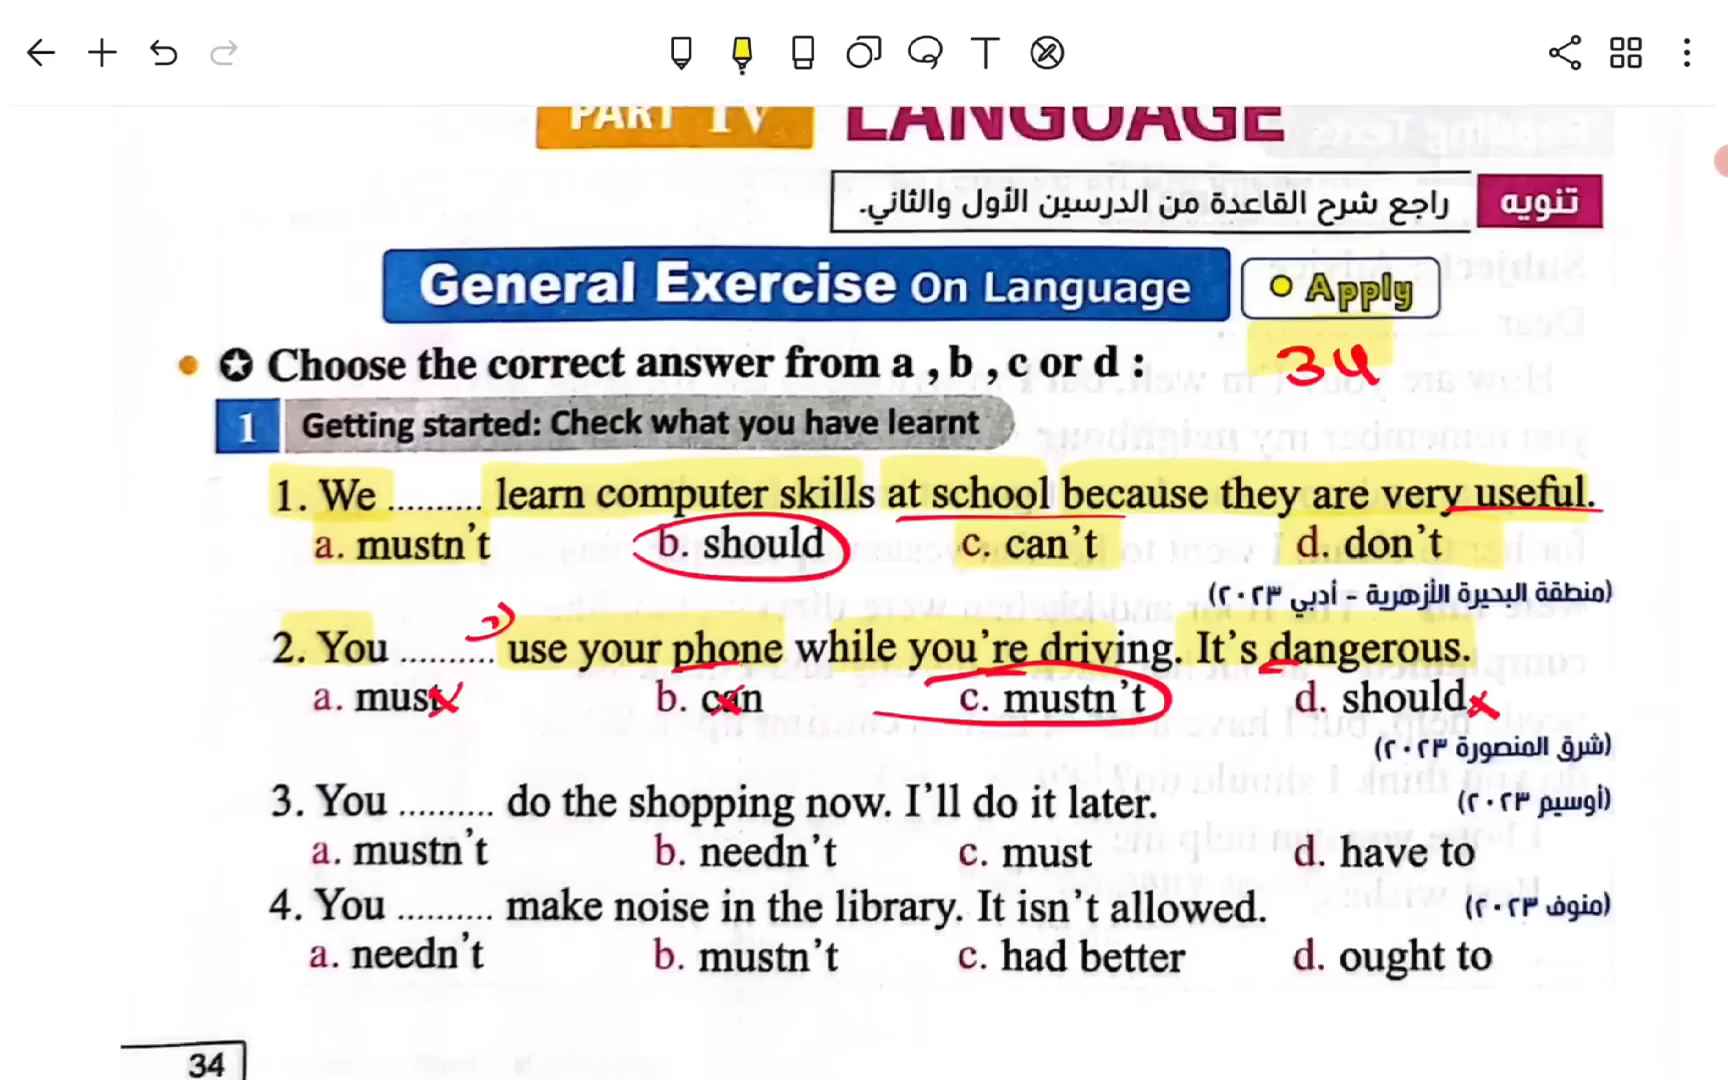 PART IV LANGUAGE
تنويه راجع شرح القاعدة من الدرسين الأول والثاني.
General Exercise On Language Apply
Choose the correct answer from a , b , c or d :
34
1 Getting started: Check what you have learnt
1. We .......... learn computer skills at school because they are very useful.
a. mustn't b. should c. can't d. don't
(منطقة البحيرة الأزهرية - أدبي ٢٠٢٣)
2. You .......... use your phone while you're driving. It's dangerous.
a. must b. can c. mustn't d. should
(شرق المنصورة ٢٠٢٣)
3. You .......... do the shopping now. I'll do it later. (أوسيم ٢٠٢٣)
a. mustn't b. needn't c. must d. have to
4. You .......... make noise in the library. It isn't allowed. (منوف ٢٠٢٣)
a. needn't b. mustn't c. had better d. ought to
34